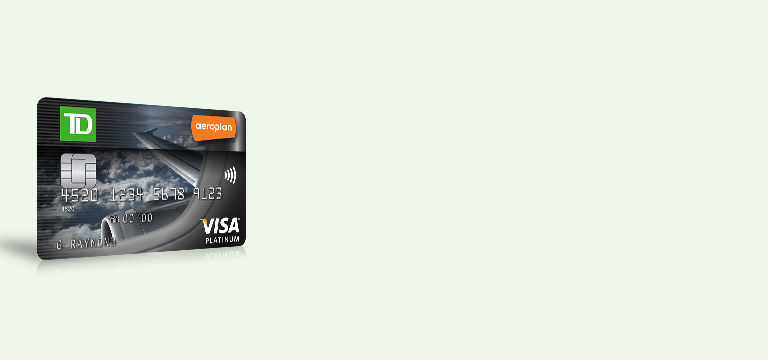 TD
aeroplan
4520 1234 5678 9123
4520
00/00
C RAYMOND
VISA
PLATINUM